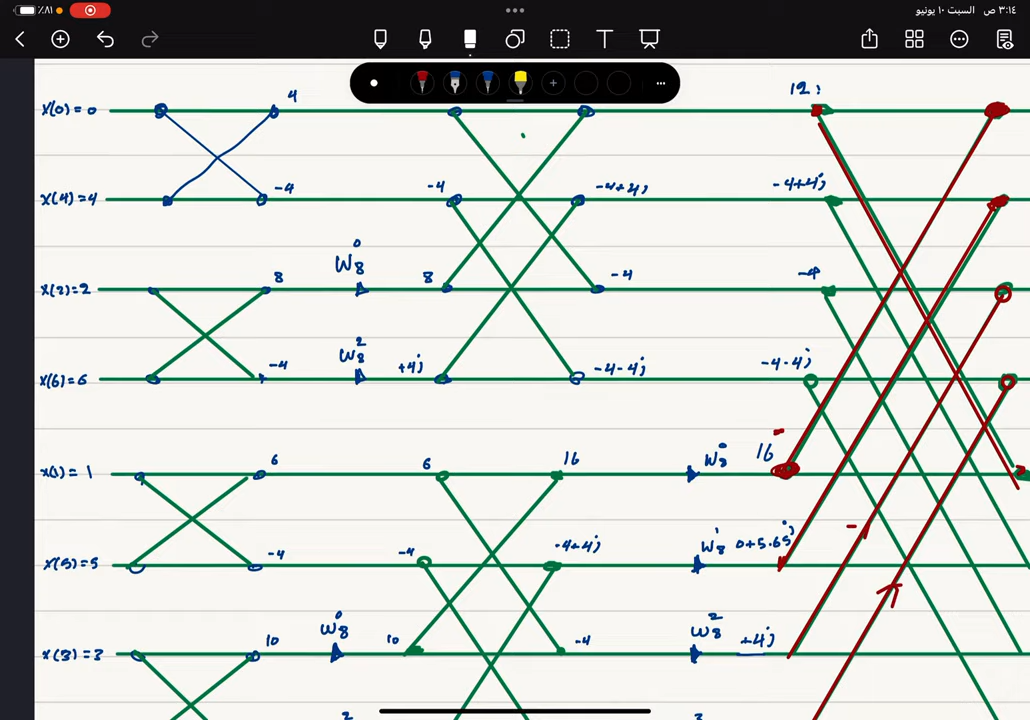 ٨١٪ ٣:١٤ ص السبت ١٠ يونيو
T
12
X(0)=0 4
X(4)=4 -4 -4 -4+4j -4+4j
W8^0
X(2)=2 8 8 -4 -4
W8^2
X(6)=6 -4 +4j -4-4j -4-4j
X(1)=1 6 6 16 W8^0 16
X(5)=5 -4 -4 -4+4j W8^1 0+5.65j
W8^0 W8^2
X(3)=3 10 10 -4 +4j
2 3